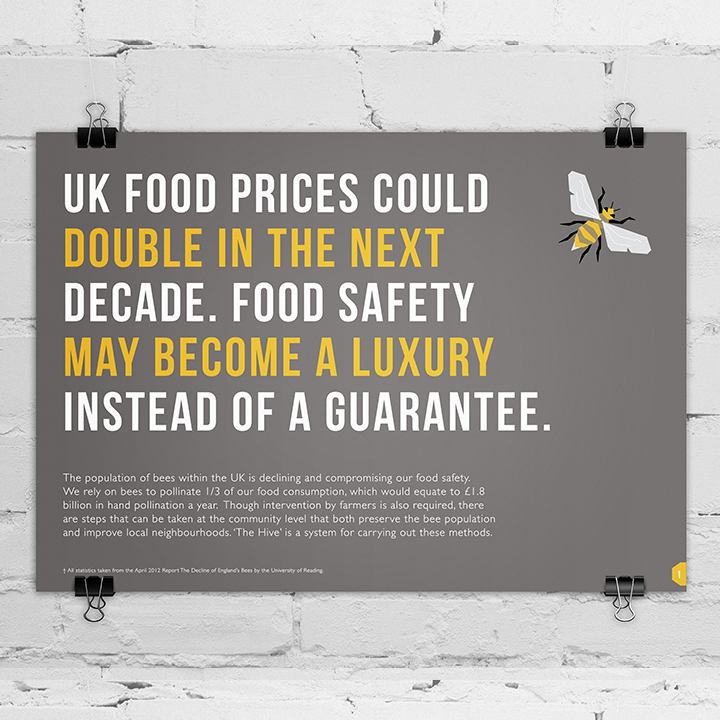 UK FOOD PRICES COULD
DOUBLE IN THE NEXT
DECADE. FOOD SAFETY
MAY BECOME A LUXURY
INSTEAD OF A GUARANTEE.
The population of bees within the UK is declining and compromising our food safety.
We rely on bees to pollinate 1/3 of our food consumption, which would equate to £1.8
billion in hand pollination a year. Though intervention by farmers is also required, there
are steps that can be taken at the community level that both preserve the bee population
and improve local neighbourhoods. 'The Hive' is a system for carrying out these methods.
† All statistics taken from the April 2012 Report The Decline of England's Bees by the University of Reading.
1